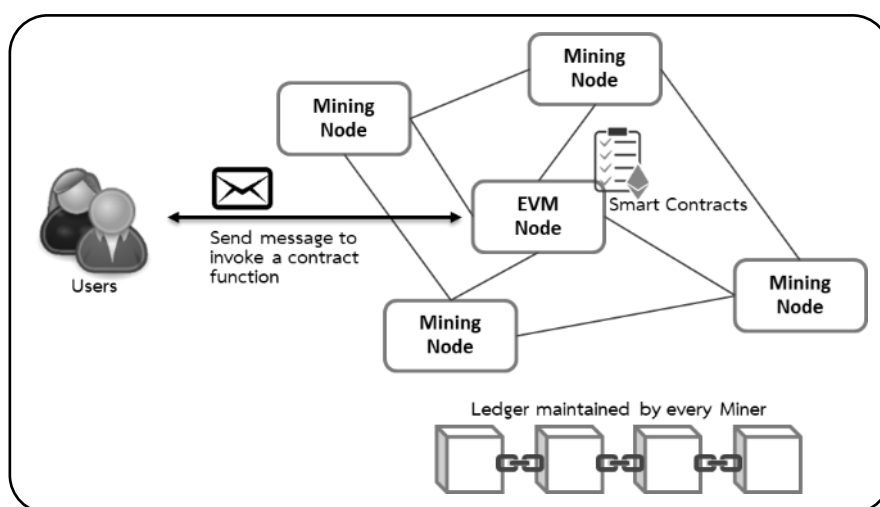 Mining
Node
Mining
Node
EVM
Node
Smart Contracts
Send message to
invoke a contract
function
Users
Mining
Node
Mining
Node
Ledger maintained by every Miner